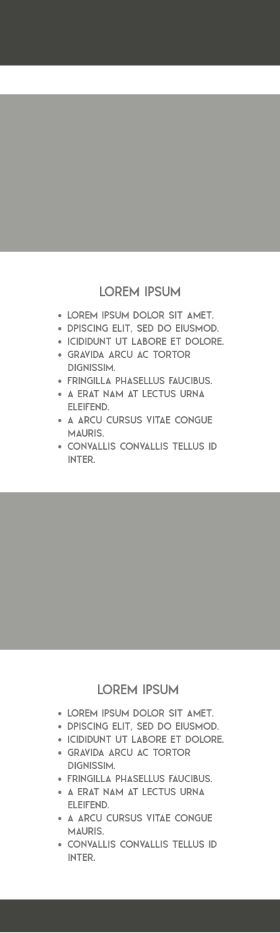 LOREM IPSUM
• LOREM IPSUM DOLOR SIT AMET.
• DPISCING ELIT, SED DO EIUSMOD.
• ICIDIDUNT UT LABORE ET DOLORE.
• GRAVIDA ARCU AC TORTOR
DIGNISSIM.
• FRINGILLA PHASELLUS FAUCIBUS.
• A ERAT NAM AT LECTUS URNA
ELEIFEND.
• A ARCU CURSUS VITAE CONGUE
MAURIS.
• CONVALLIS CONVALLIS TELLUS ID
INTER.
LOREM IPSUM
• LOREM IPSUM DOLOR SIT AMET.
• DPISCING ELIT, SED DO EIUSMOD.
• ICIDIDUNT UT LABORE ET DOLORE.
• GRAVIDA ARCU AC TORTOR
DIGNISSIM.
• FRINGILLA PHASELLUS FAUCIBUS.
• A ERAT NAM AT LECTUS URNA
ELEIFEND.
• A ARCU CURSUS VITAE CONGUE
MAURIS.
• CONVALLIS CONVALLIS TELLUS ID
INTER.